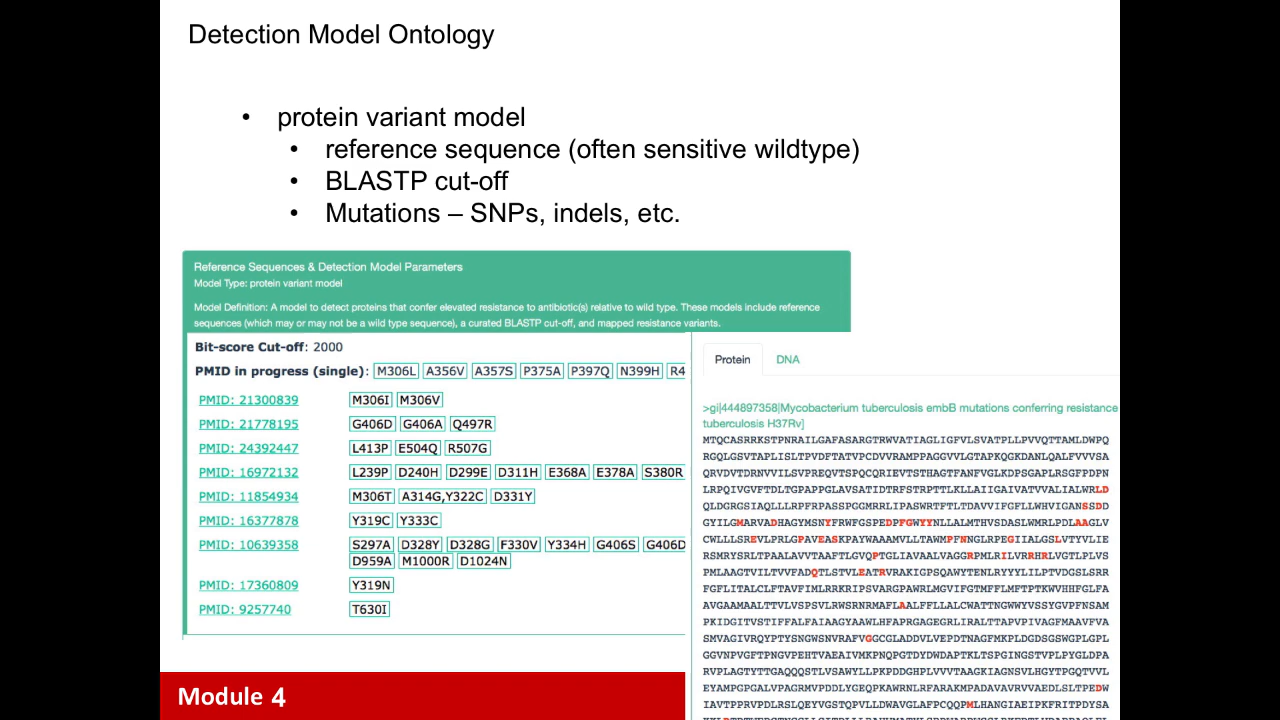 Detection Model Ontology
• protein variant model
• reference sequence (often sensitive wildtype)
• BLASTP cut-off
• Mutations – SNPs, indels, etc.
Reference Sequences & Detection Model Parameters
Model Type: protein variant model
Model Definition: A model to detect proteins that confer elevated resistance to antibiotic(s) relative to wild type. These models include reference
sequences (which may or may not be a wild type sequence), a curated BLASTP cut-off, and mapped resistance variants.
Bit-score Cut-off: 2000
PMID in progress (single): M306L A356V A357S P375A P397Q N399H R4
PMID: 21300839 M306I M306V
PMID: 21778195 G406D G406A Q497R
PMID: 24392447 L413P E504Q R507G
PMID: 16972132 L239P D240H D299E D311H E368A E378A S380R
PMID: 11854934 M306T A314G,Y322C D331Y
PMID: 16377878 Y319C Y333C
PMID: 10639358 S297A D328Y D328G F330V Y334H G406S G406D
D959A M1000R D1024N
PMID: 17360809 Y319N
PMID: 9257740 T630I
Protein DNA
>gi|444897358|Mycobacterium tuberculosis embB mutations conferring resistance
tuberculosis H37Rv]
MTQCASRRKSTPNRAILGAFASARGTRWVATIAGLIGFVLSVATPLLPVVQTTAMLDWPQ
RGQLGSVTAPLISLTPVDFTATVPCDVVRAMPPAGGVVLGTAPKQGKDANLQALFVVVSA
QRVDVTDRNVVILSVPREQVTSPQCQRIEVTSTHAGTFANFVGLKDPSGAPLRSGFPDPN
LRPQIVGVFTDLTGPAPPGLAVSATIDTRFSTRPTTLKLLAIIGAIVATVVALIALWRLD
QLDGRGSIAQLLLRPFRPASSPGGMRRLIPASWRTFTLTDAVVIFGFLLWHVIGANSSDD
GYILGMARVADHAGYMSNYFRWFGSPEDPFGWYYNLLALMTHVSDASLWMRLPDLAAGLV
CWLLLSREVLPRLGPAVEASKPAYWAAAMVLLTAWMPFNNGLRPEGIIALGSLVTYVLIE
RSMRYSRLTPAALAVVTAAFTLGVQPTGLIAVAALVAGGRPMLRILVRRHRLVGTLPLVS
PMLAAGTVILTVVFADQTLSTVLEATRVRAKIGPSQAWYTENLRYYYLILPTVDGSLSRR
FGFLITALCLFTAVFIMLRRKRIPSVARGPAWRLMGVIFGTMFFLMFTPTKWVHHFGLFA
AVGAAMAALTTVLVSPSVLRWSRNRMAFLAALFFLLALCWATTNGWWYVSSYGVPFNSAM
PKIDGITVSTIFFALFAIAAGYAAWLHFAPRGAGEGRLIRALTTAPVPIVAGFMAAVFVA
SMVAGIVRQYPTYSNGWSNVRAFVGGCGLADDVLVEPDTNAGFMKPLDGDSGSWGPLGPL
GGVNPVGFTPNGVPEHTVAEAIVMKPNQPGTDYDWDAPTKLTSPGINGSTVPLPYGLDPA
RVPLAGTYTTGAQQQSTLVSAWYLLPKPDDGHPLVVVTAAGKIAGNSVLHGYTPGQTVVL
EYAMPGPGALVPAGRMVPDDLYGEQPKAWRNLRFARAKMPADAVAVRVVAEDLSLTPEDW
IAVTPPRVPDLRSLQEYVGSTQPVLLDWAVGLAFPCQQPMLHANGIAEIPKFRITPDYSA
Module 4